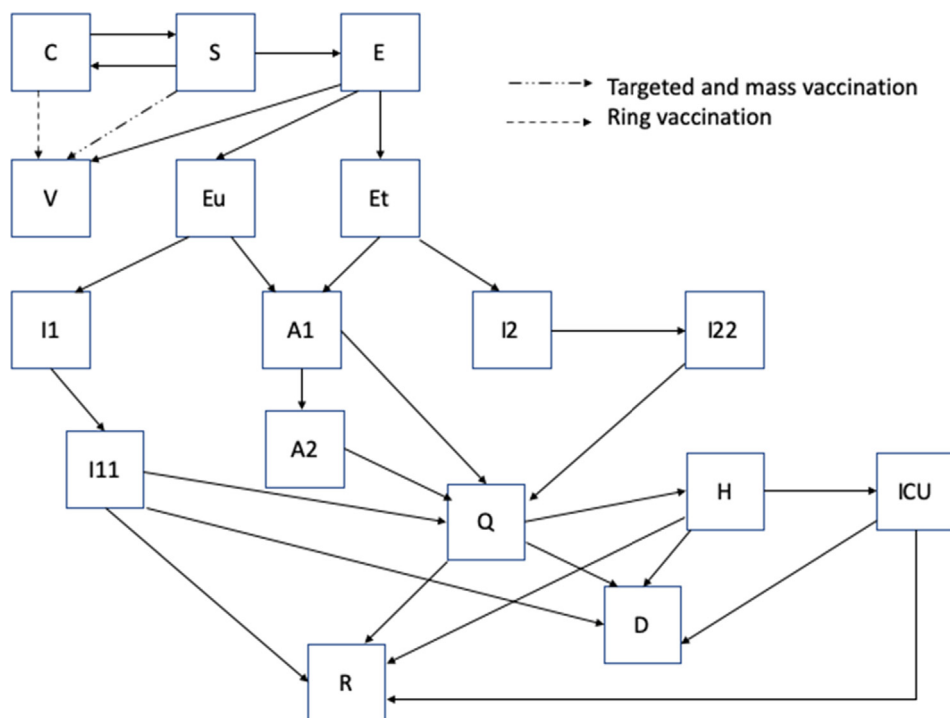 C
S
E
Targeted and mass vaccination
Ring vaccination
V
Eu
Et
I1
A1
I2
I22
A2
I11
H
ICU
Q
D
R